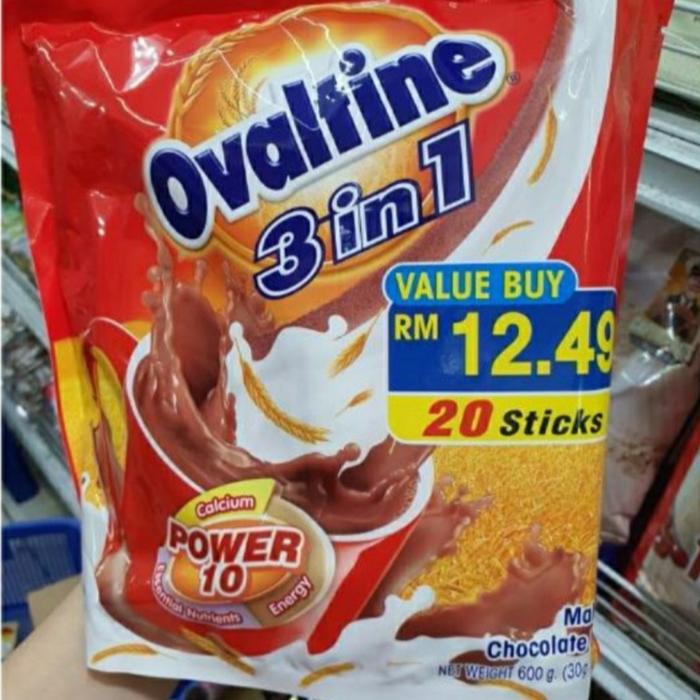 Ovaltine®
3 in 1
VALUE BUY
RM 12.49
20 Sticks
Calcium
POWER
10
Essential Nutrients
Energy
Chocolate
NET WEIGHT 600 g. (30g